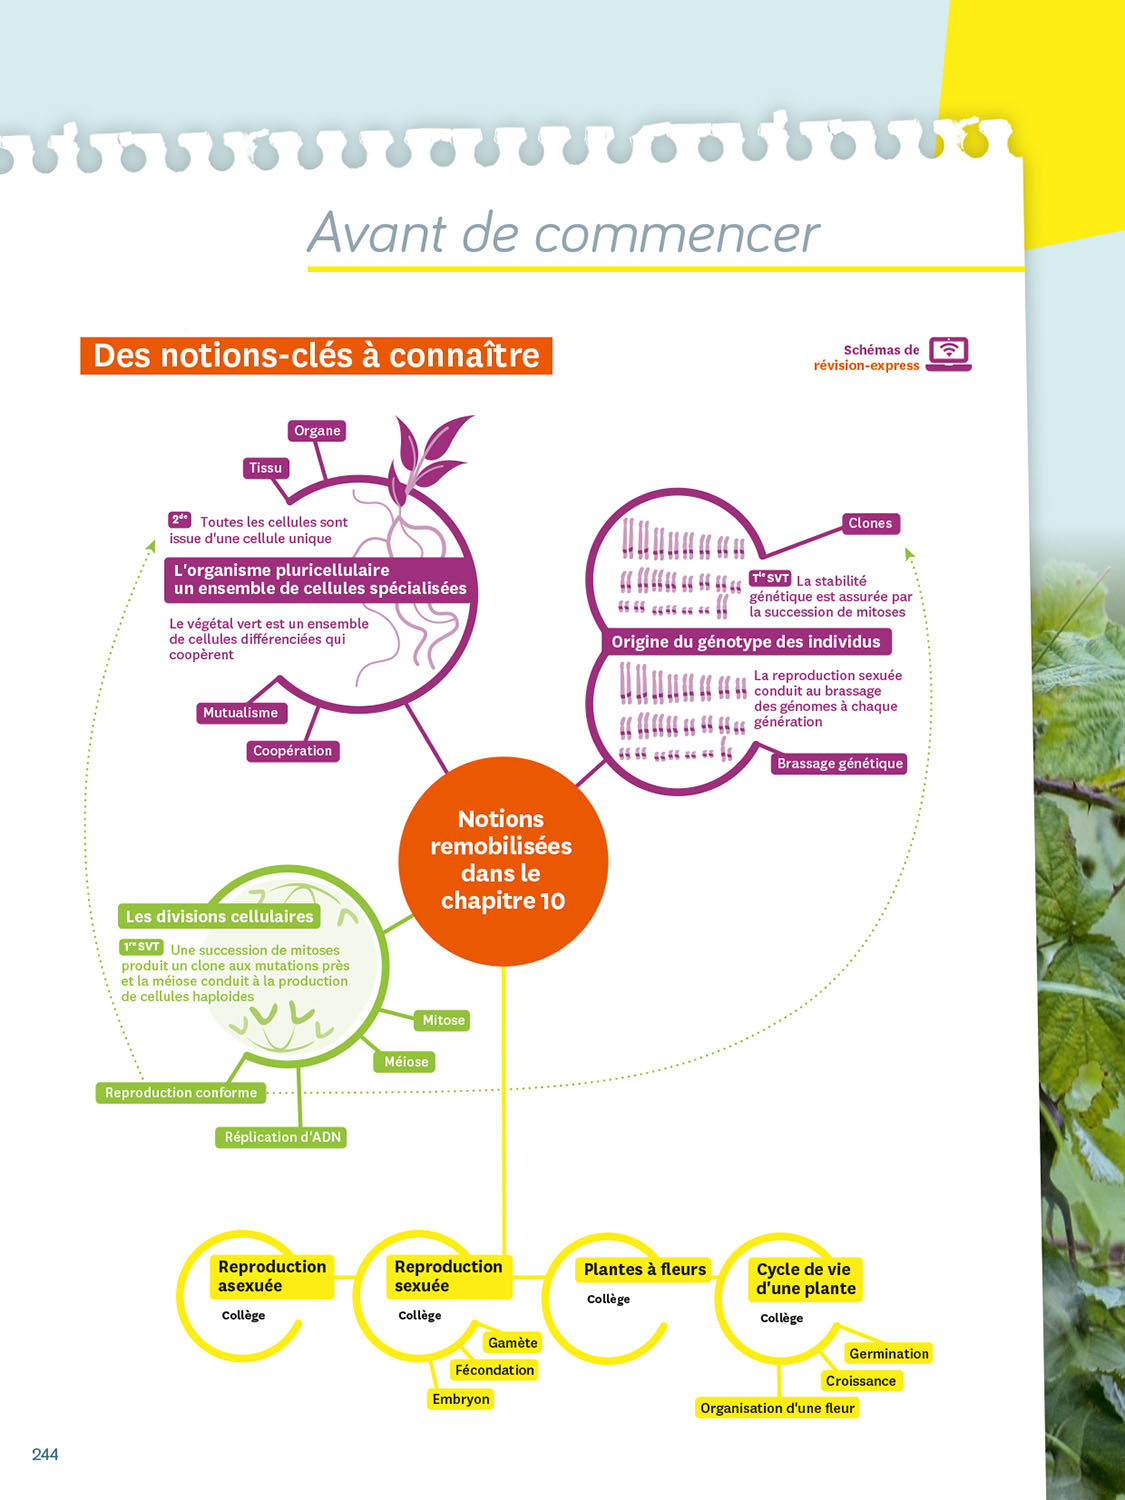 Avant de commencer
Des notions-clés à connaître
Schémas de
révision-express
Organe
Tissu
2de Toutes les cellules sont
issue d'une cellule unique
L'organisme pluricellulaire
un ensemble de cellules spécialisées
Le végétal vert est un ensemble
de cellules différenciées qui
coopèrent
Mutualisme
Coopération
Clones
Tle SVT La stabilité
génétique est assurée par
la succession de mitoses
Origine du génotype des individus
La reproduction sexuée
conduit au brassage
des génomes à chaque
génération
Brassage génétique
Notions
remobilisées
dans le
chapitre 10
Les divisions cellulaires
1re SVT Une succession de mitoses
produit un clone aux mutations près
et la méiose conduit à la production
de cellules haploides
Mitose
Méiose
Reproduction conforme
Réplication d'ADN
Reproduction
asexuée
Collège
Reproduction
sexuée
Collège
Gamète
Fécondation
Embryon
Plantes à fleurs
Collège
Cycle de vie
d'une plante
Collège
Germination
Croissance
Organisation d'une fleur
244